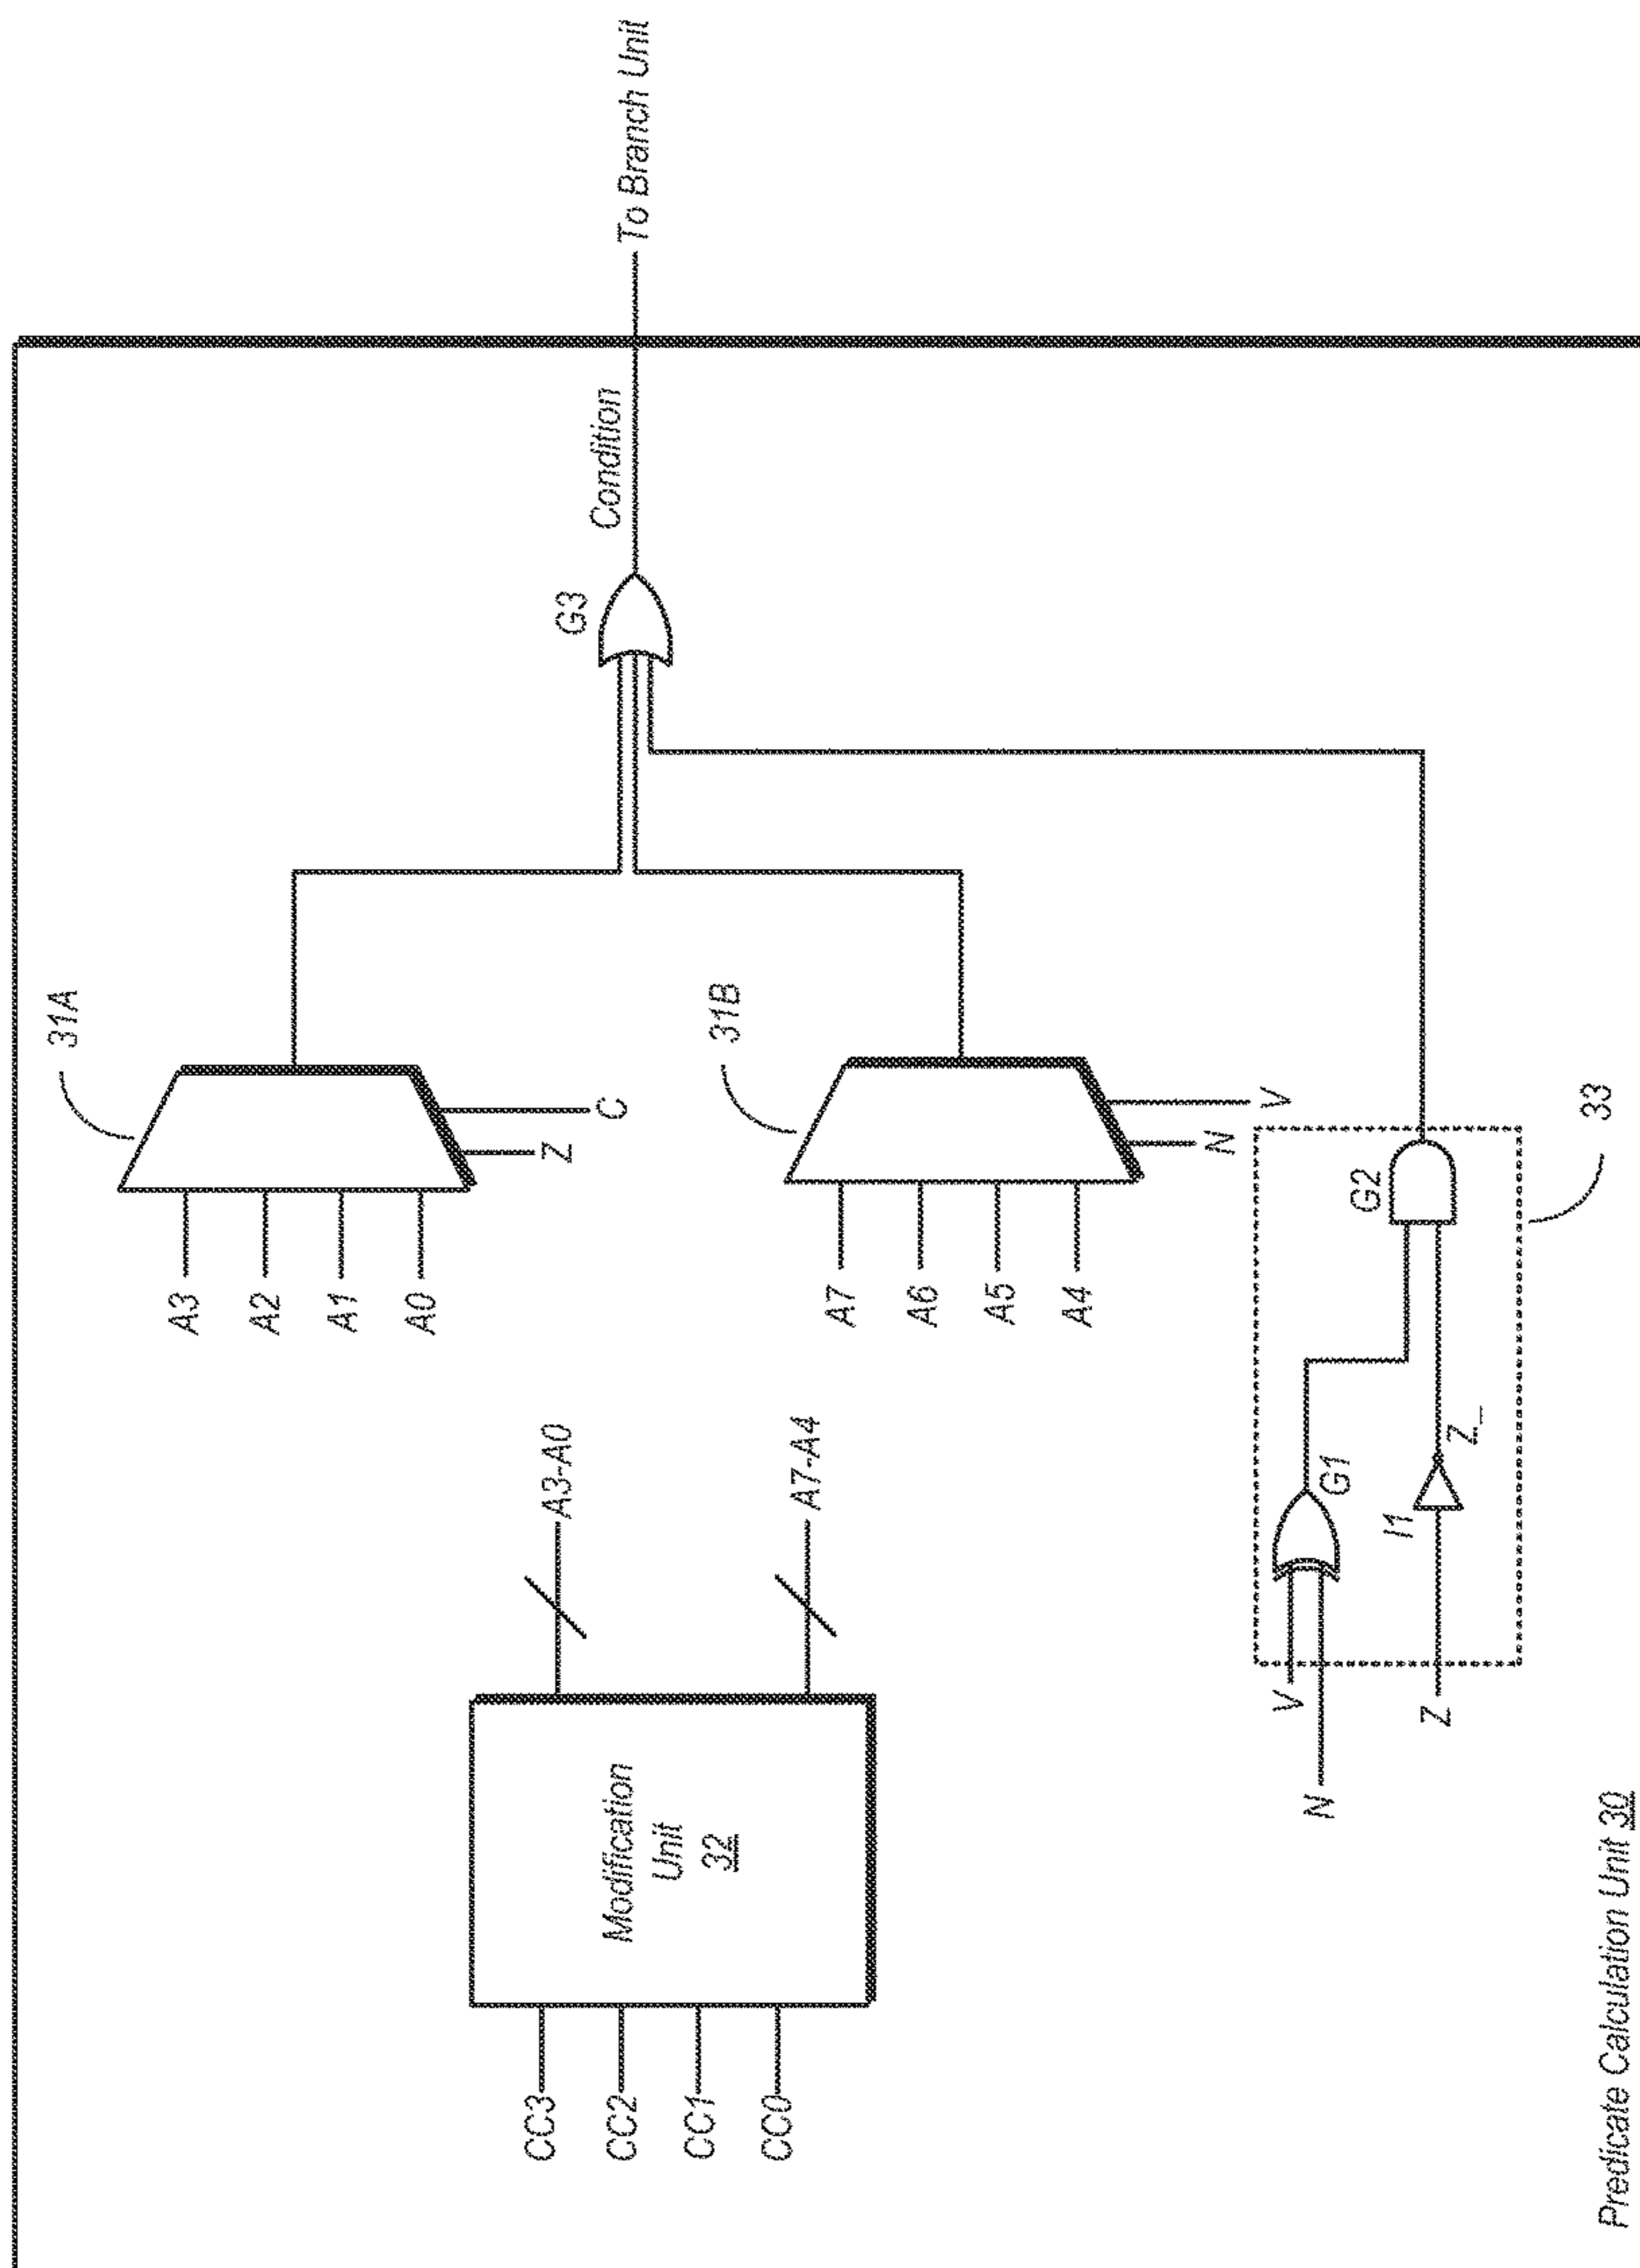 CC3
CC2
CC1
CC0
Modification
Unit
32
A3-A0
A7-A4
A3
A2
A1
A0
31A
Z
C
A7
A6
A5
A4
31B
N
V
V
N
Z
G1
I1
Z_
G2
33
G3
Condition
To Branch Unit
Predicate Calculation Unit 30